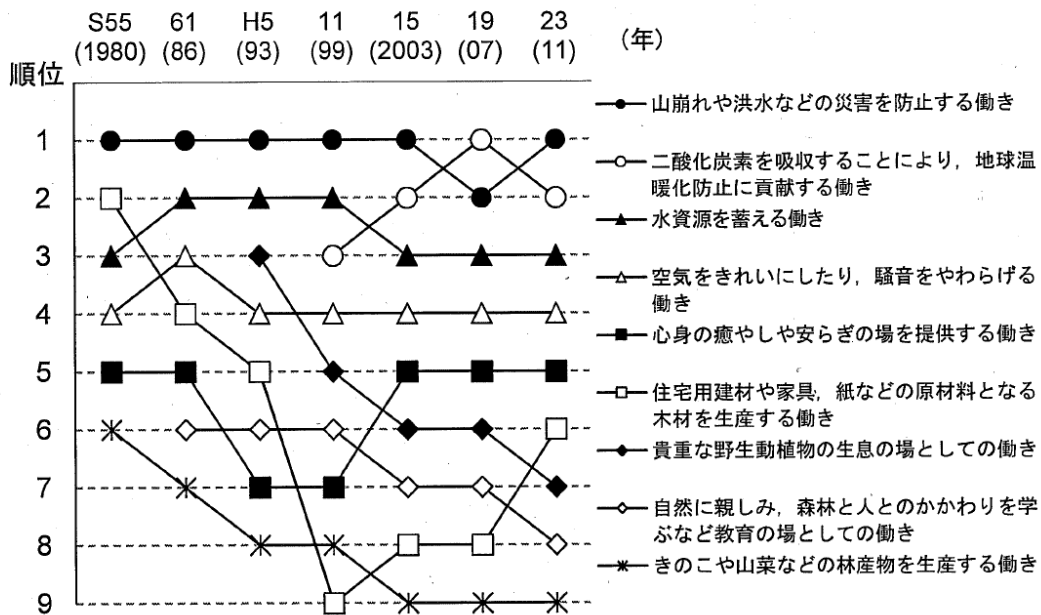 S55 61 H5 11 15 19 23 (年)
(1980) (86) (93) (99) (2003) (07) (11)
順位
1
2
3
4
5
6
7
8
9
山崩れや洪水などの災害を防止する働き
二酸化炭素を吸収することにより，地球温
暖化防止に貢献する働き
水資源を蓄える働き
空気をきれいにしたり，騒音をやわらげる
働き
心身の癒やしや安らぎの場を提供する働き
住宅用建材や家具，紙などの原材料となる
木材を生産する働き
貴重な野生動植物の生息の場としての働き
自然に親しみ，森林と人とのかかわりを学
ぶなど教育の場としての働き
きのこや山菜などの林産物を生産する働き